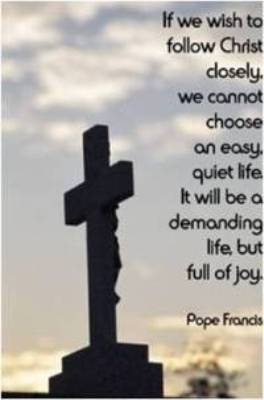 If we wish to
follow Christ
closely,
we cannot
choose
an easy,
quiet life.
It will be a
demanding
life, but
full of joy.
Pope Francis